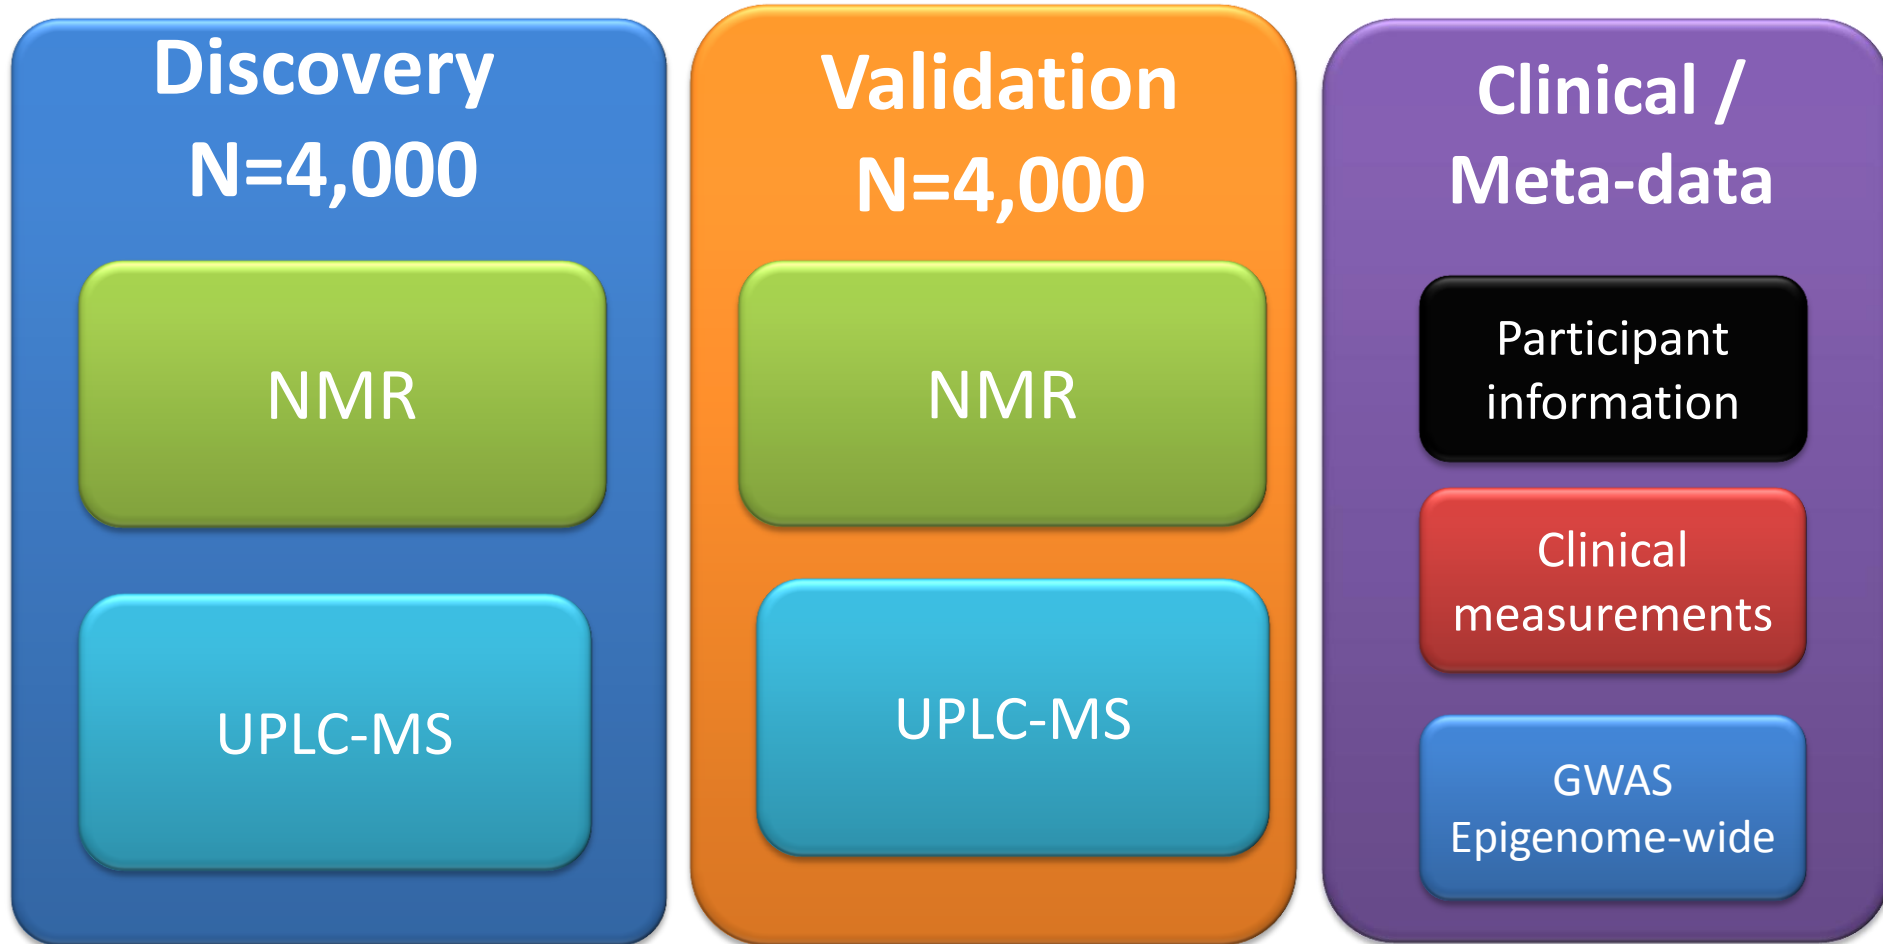 Discovery
N=4,000
NMR
UPLC-MS
Validation
N=4,000
NMR
UPLC-MS
Clinical /
Meta-data
Participant
information
Clinical
measurements
GWAS
Epigenome-wide